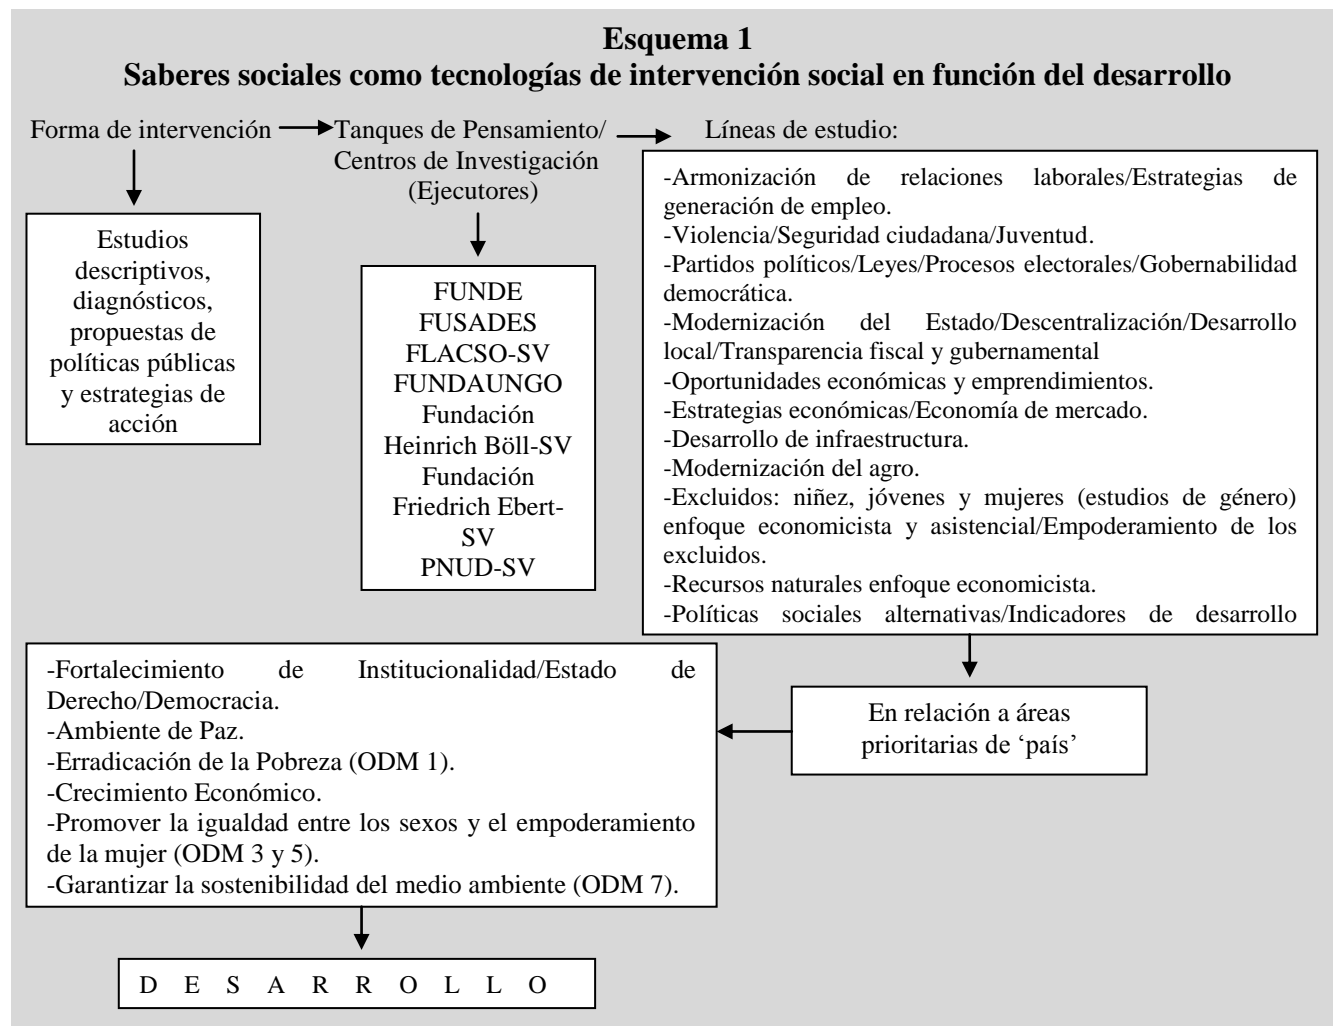 Esquema 1
Saberes sociales como tecnologías de intervención social en función del desarrollo
Forma de intervención
Tanques de Pensamiento/
Centros de Investigación
(Ejecutores)
Líneas de estudio:
Estudios
descriptivos,
diagnósticos,
propuestas de
políticas públicas
y estrategias de
acción
FUNDE
FUSADES
FLACSO-SV
FUNDAUNGO
Fundación
Heinrich Böll-SV
Fundación
Friedrich Ebert-
SV
PNUD-SV
-Armonización de relaciones laborales/Estrategias de
generación de empleo.
-Violencia/Seguridad ciudadana/Juventud.
-Partidos políticos/Leyes/Procesos electorales/Gobernabilidad
democrática.
-Modernización del Estado/Descentralización/Desarrollo
local/Transparencia fiscal y gubernamental
-Oportunidades económicas y emprendimientos.
-Estrategias económicas/Economía de mercado.
-Desarrollo de infraestructura.
-Modernización del agro.
-Excluidos: niñez, jóvenes y mujeres (estudios de género)
enfoque economicista y asistencial/Empoderamiento de los
excluidos.
-Recursos naturales enfoque economicista.
-Políticas sociales alternativas/Indicadores de desarrollo
En relación a áreas
prioritarias de ‘país’
-Fortalecimiento de Institucionalidad/Estado de
Derecho/Democracia.
-Ambiente de Paz.
-Erradicación de la Pobreza (ODM 1).
-Crecimiento Económico.
-Promover la igualdad entre los sexos y el empoderamiento
de la mujer (ODM 3 y 5).
-Garantizar la sostenibilidad del medio ambiente (ODM 7).
D E S A R R O L L O